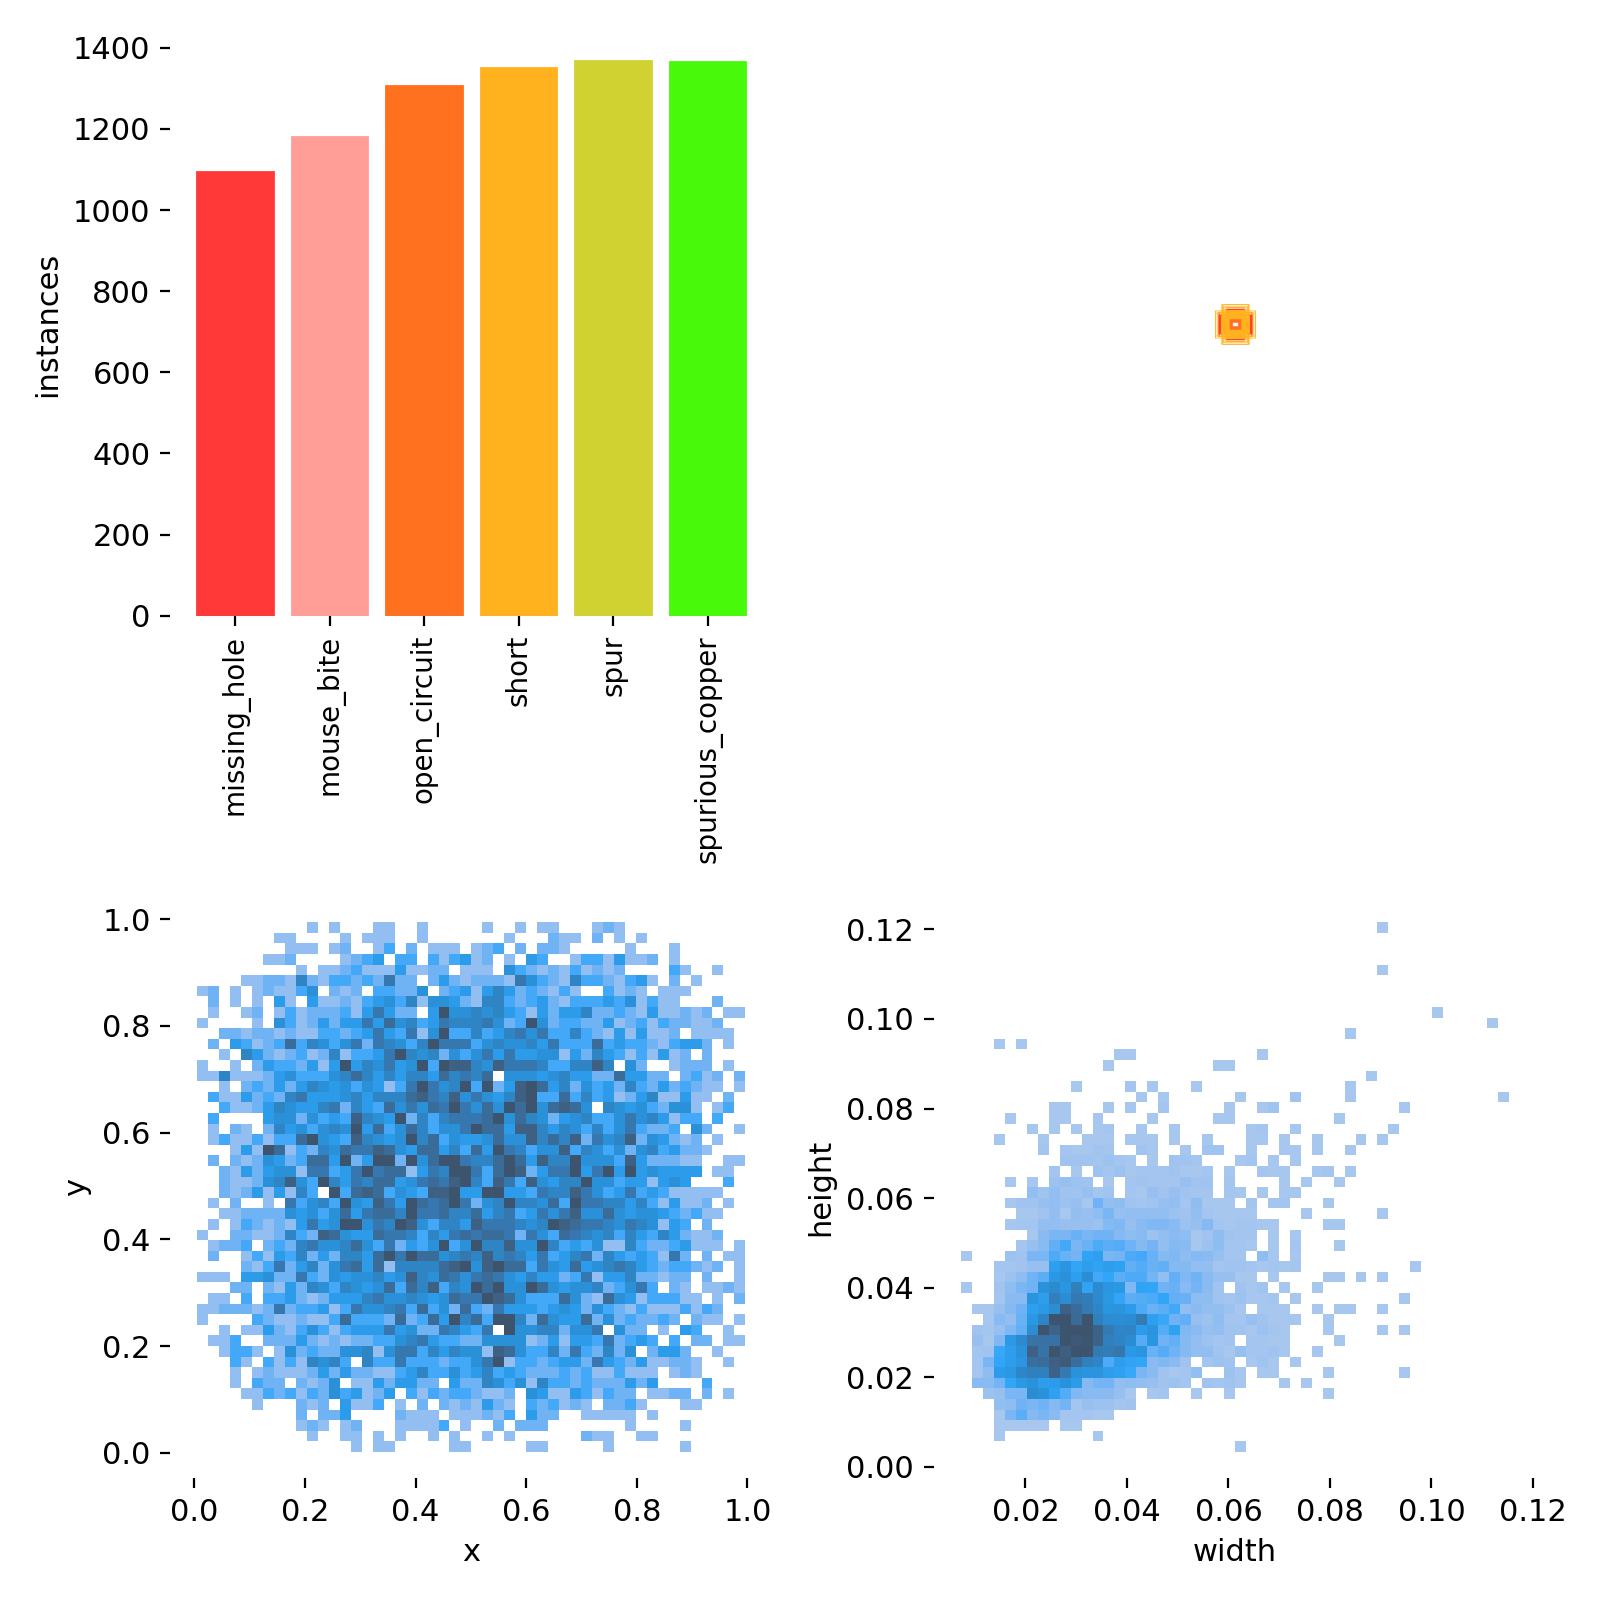 1400
1200
1000
800
600
400
200
0
instances
missing_hole
mouse_bite
open_circuit
short
spur
spurious_copper
1.0
0.8
0.6
0.4
0.2
0.0
y
0.0 0.2 0.4 0.6 0.8 1.0
x
0.12
0.10
0.08
0.06
0.04
0.02
0.00
height
0.02 0.04 0.06 0.08 0.10 0.12
width